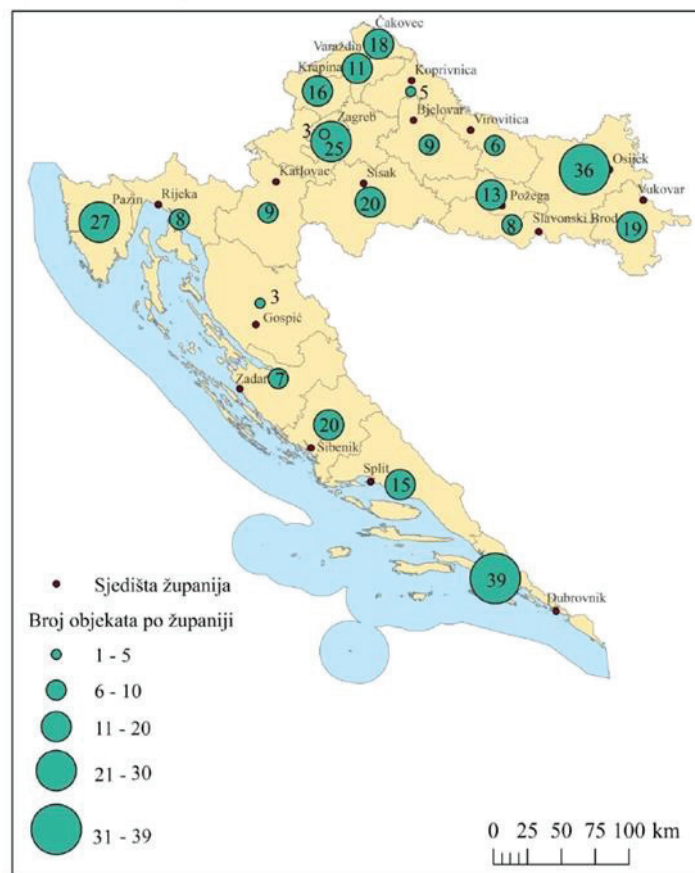 Čakovec
18
Varaždin
11
Krapina
16
Koprivnica
5
Zagreb
3
25
Bjelovar
9
Virovitica
6
Osijek
36
Vukovar
19
Karlovac
9
Sisak
20
13
Požega
8
Slavonski Brod
Pazin
27
Rijeka
8
3
Gospić
Zadar
7
20
Šibenik
Split
15
39
Dubrovnik
Sjedišta županija
Broj objekata po županiji
1 - 5
6 - 10
11 - 20
21 - 30
31 - 39
0 25 50 75 100 km